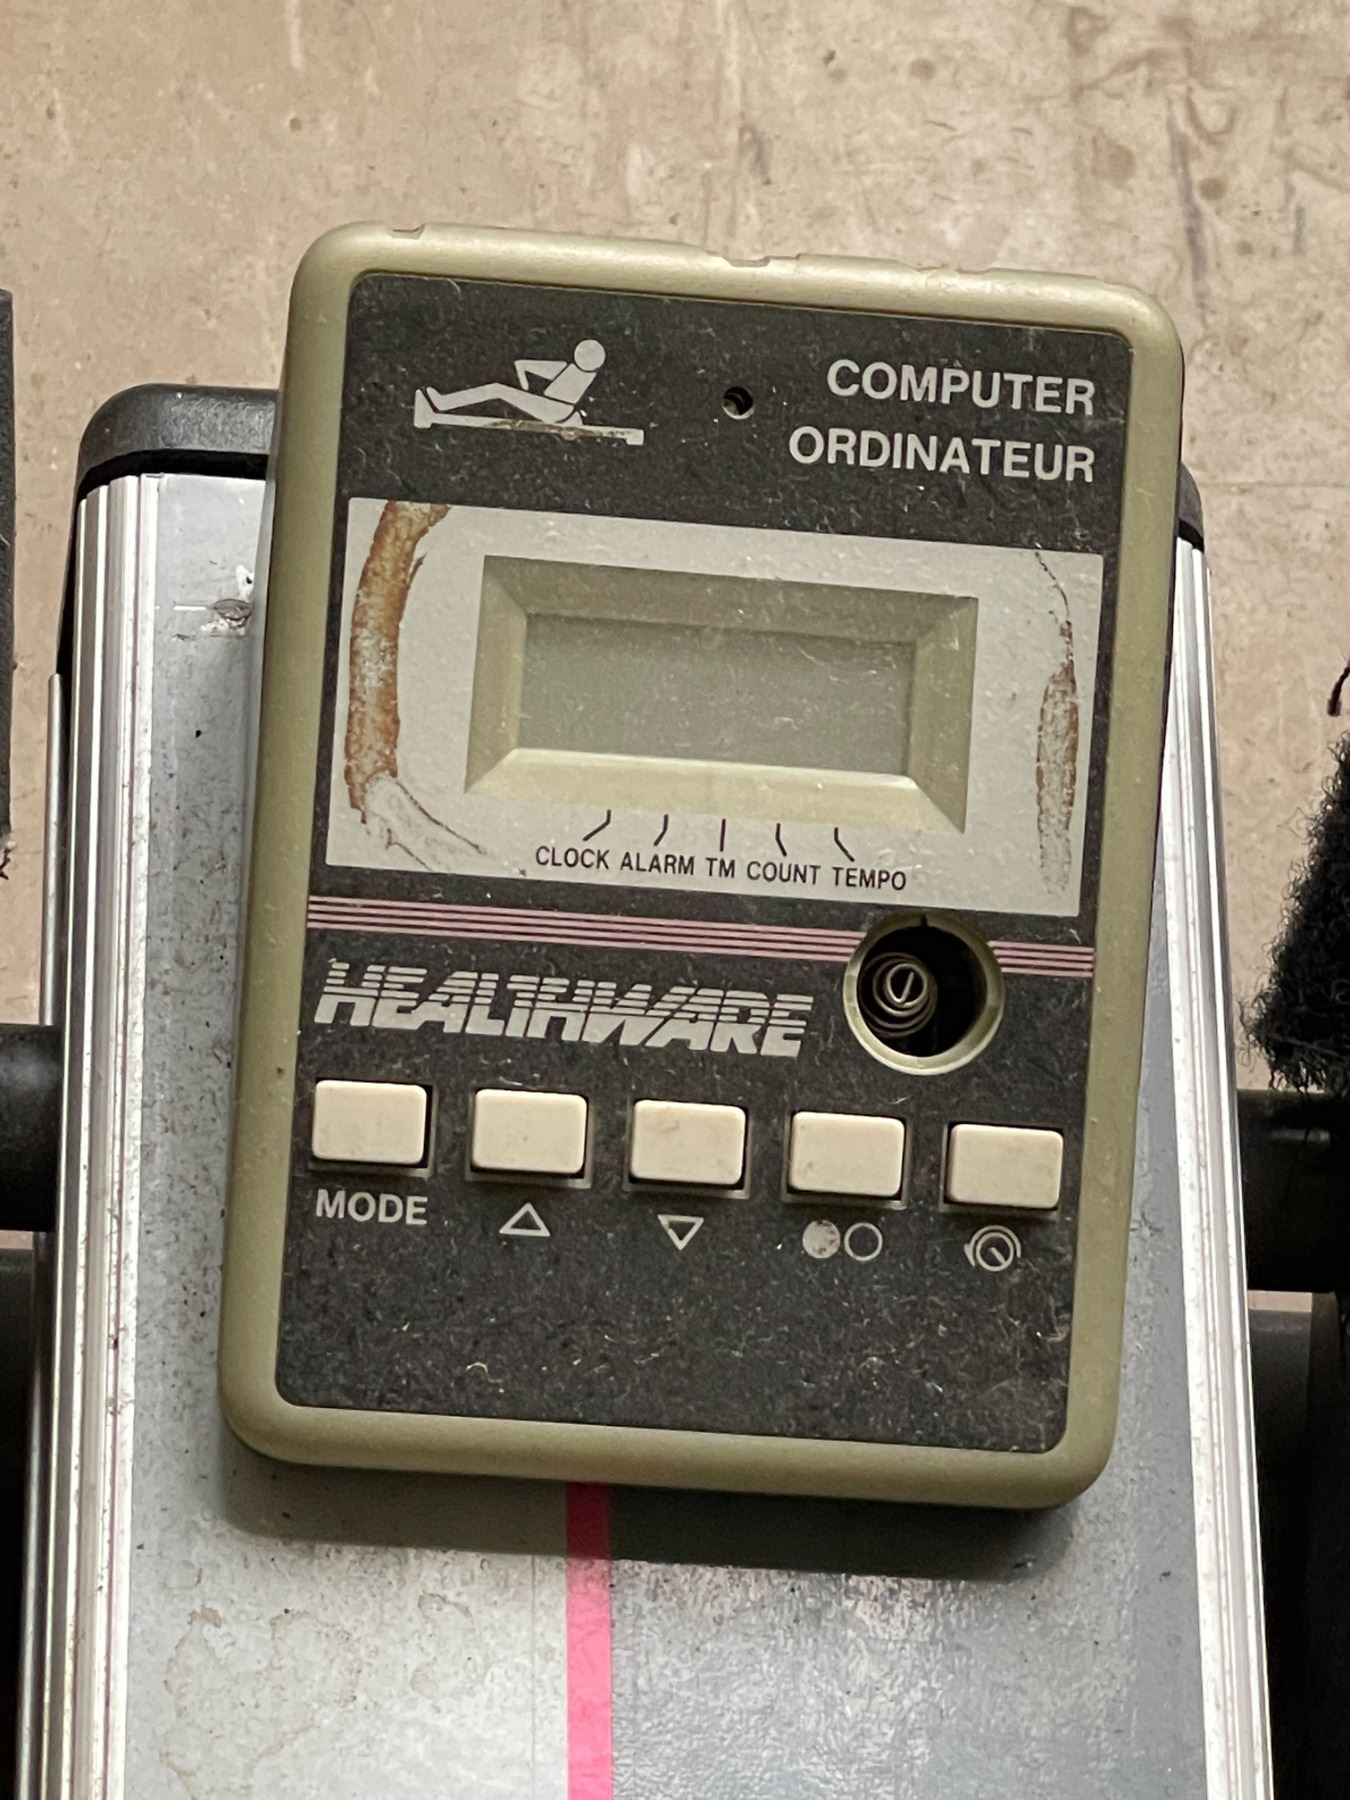 COMPUTER
ORDINATEUR
CLOCK ALARM TM COUNT TEMPO
HEALTHWARE
MODE